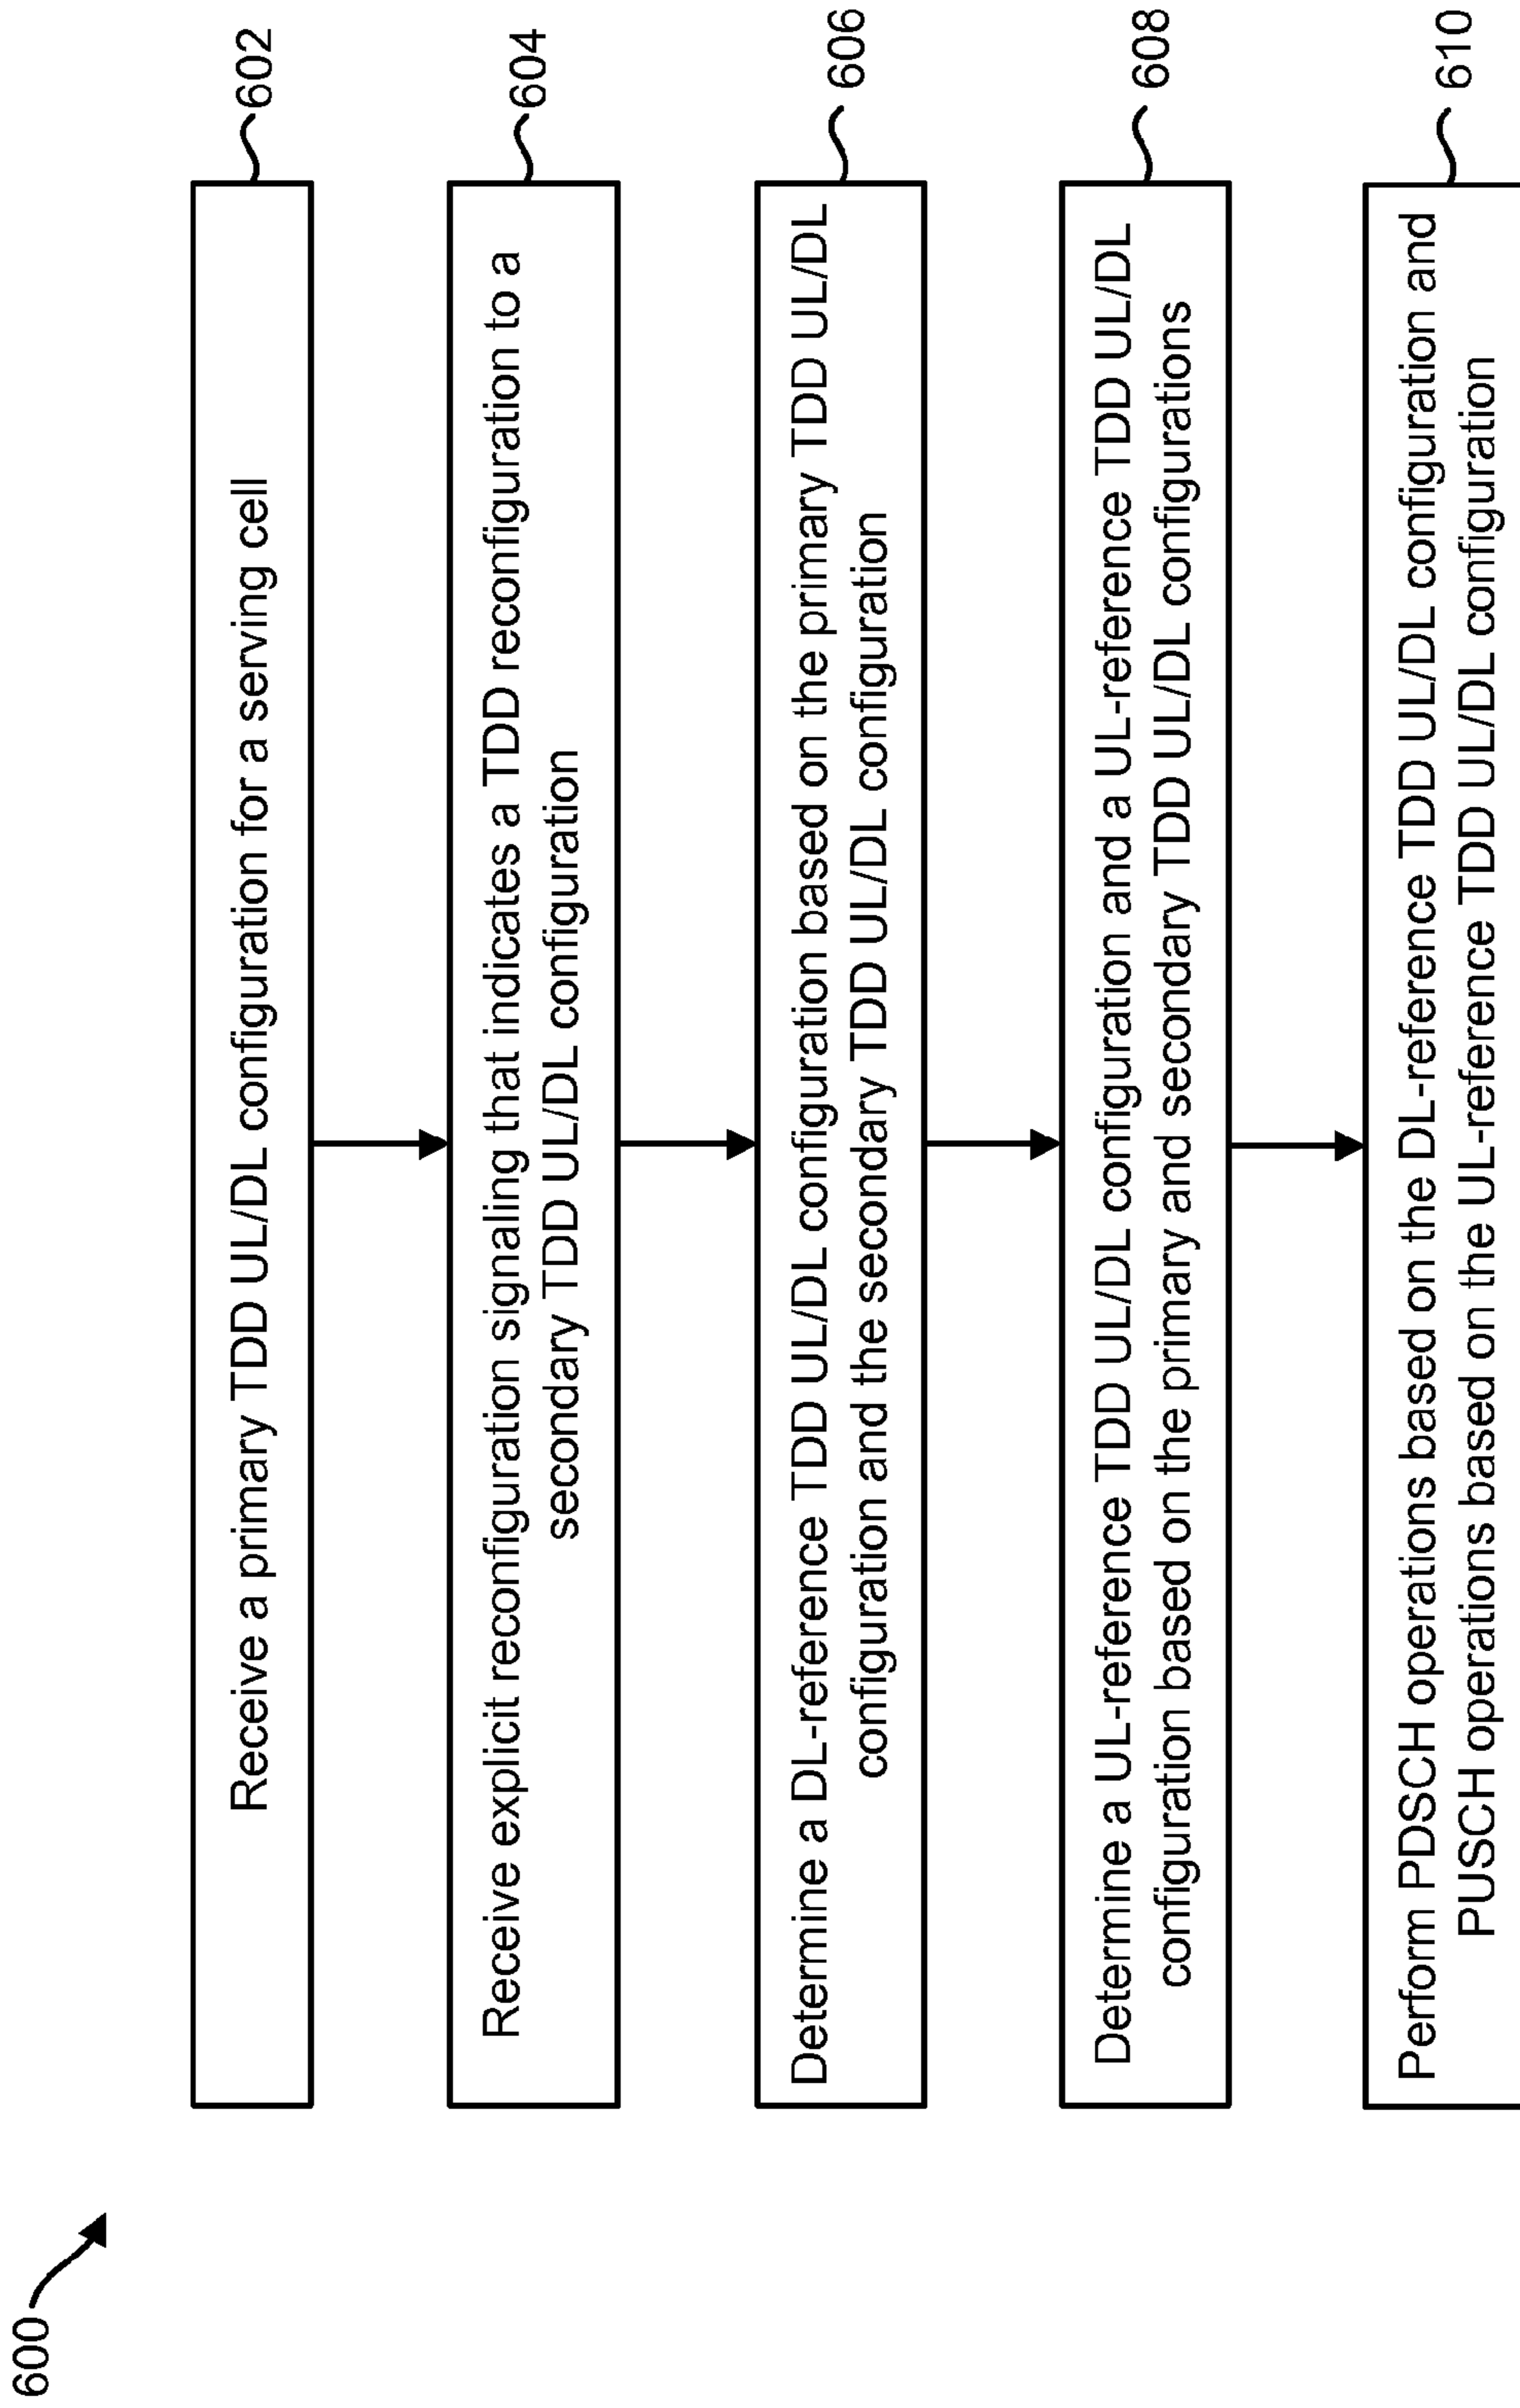 600
Receive a primary TDD UL/DL configuration for a serving cell
602
Receive explicit reconfiguration signaling that indicates a TDD reconfiguration to a
secondary TDD UL/DL configuration
604
Determine a DL-reference TDD UL/DL configuration based on the primary TDD UL/DL
configuration and the secondary TDD UL/DL configuration
606
Determine a UL-reference TDD UL/DL configuration and a UL-reference TDD UL/DL
configuration based on the primary and secondary TDD UL/DL configurations
608
Perform PDSCH operations based on the DL-reference TDD UL/DL configuration and
PUSCH operations based on the UL-reference TDD UL/DL configuration
610